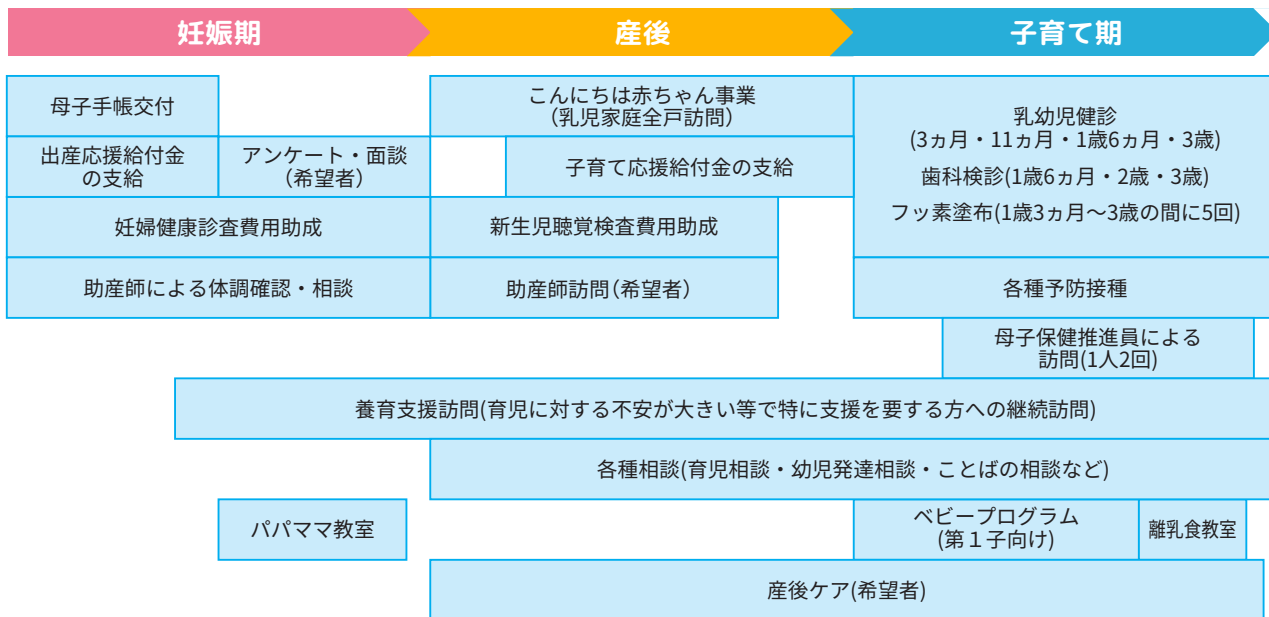 妊娠期
産後
子育て期
母子手帳交付
こんにちは赤ちゃん事業
（乳児家庭全戸訪問）
乳幼児健診
(3ヵ月・11ヵ月・1歳6ヵ月・3歳)
歯科検診(1歳6ヵ月・2歳・3歳)
フッ素塗布(1歳3ヵ月～3歳の間に5回)
出産応援給付金
の支給
アンケート・面談
（希望者）
子育て応援給付金の支給
妊婦健康診査費用助成
新生児聴覚検査費用助成
助産師による体調確認・相談
助産師訪問（希望者）
各種予防接種
母子保健推進員による
訪問(1人2回)
養育支援訪問(育児に対する不安が大きい等で特に支援を要する方への継続訪問)
各種相談(育児相談・幼児発達相談・ことばの相談など)
パパママ教室
ベビープログラム
(第１子向け)
離乳食教室
産後ケア(希望者)